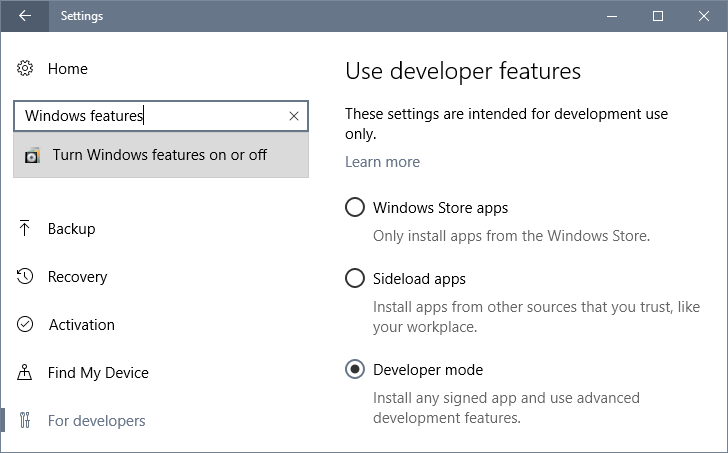 Settings
Home
Windows features
Turn Windows features on or off
Backup
Recovery
Activation
Find My Device
For developers
Use developer features
These settings are intended for development use
only.
Learn more
Windows Store apps
Only install apps from the Windows Store.
Sideload apps
Install apps from other sources that you trust, like
your workplace.
Developer mode
Install any signed app and use advanced
development features.